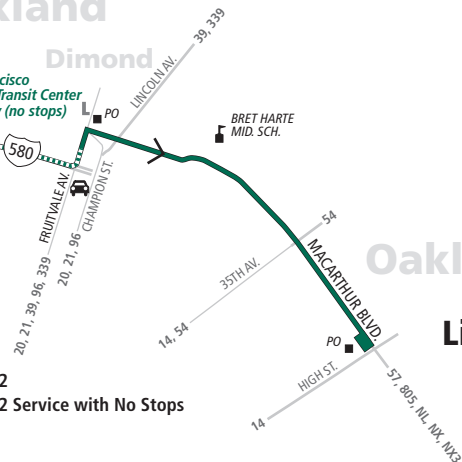 kland
Dimond
39, 339
LINCOLN AV.
cisco
Transit Center
(no stops)
L
PO
BRET HARTE
MID. SCH.
580
FRUITVALE AV.
CHAMPION ST.
20, 21, 96
20, 21, 39, 96, 339
54
35TH AV.
14, 54
MACARTHUR BLVD.
Oakl
PO
Li
HIGH ST.
14
57, 805, NL, NX, NX3
2
2 Service with No Stops